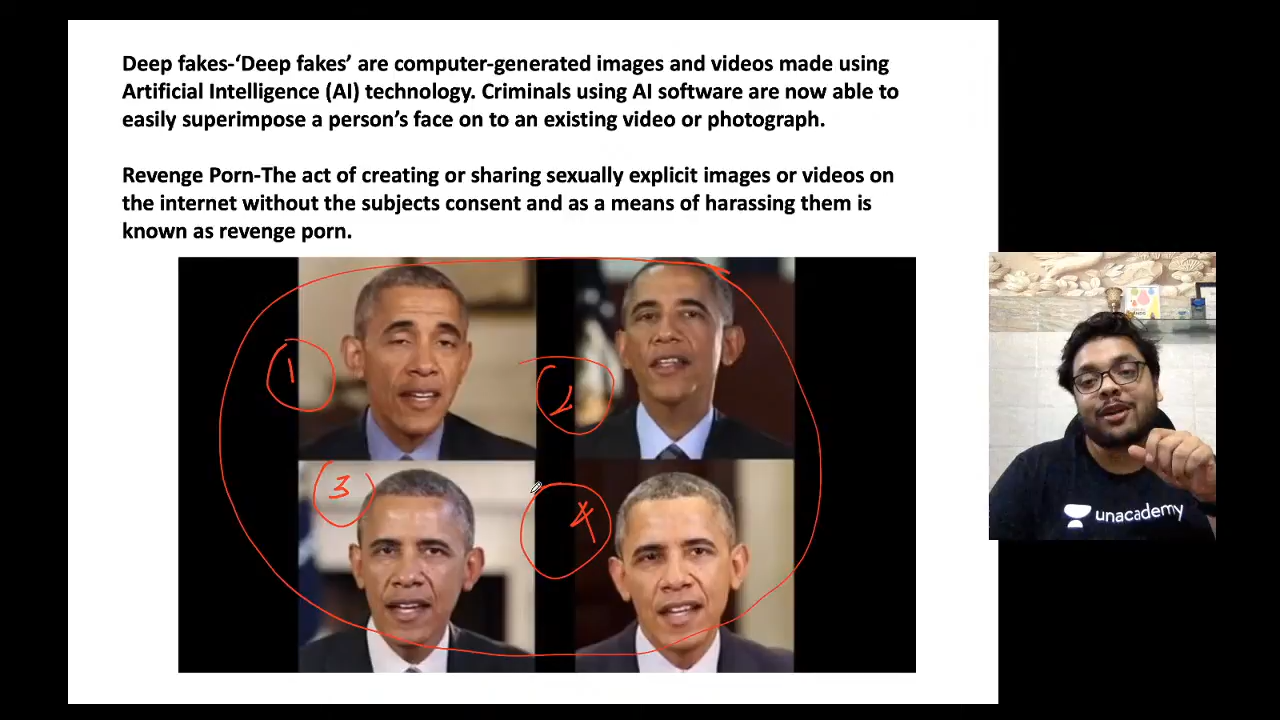 Deep fakes-‘Deep fakes’ are computer-generated images and videos made using
Artificial Intelligence (AI) technology. Criminals using AI software are now able to
easily superimpose a person’s face on to an existing video or photograph.
Revenge Porn-The act of creating or sharing sexually explicit images or videos on
the internet without the subjects consent and as a means of harassing them is
known as revenge porn.
1
2
3
4
unacademy